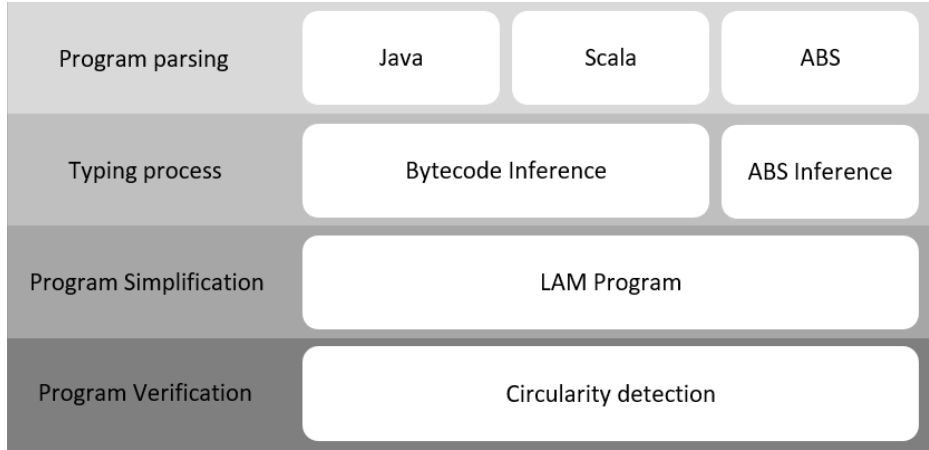 Program parsing
Java
Scala
ABS
Typing process
Bytecode Inference
ABS Inference
Program Simplification
LAM Program
Program Verification
Circularity detection